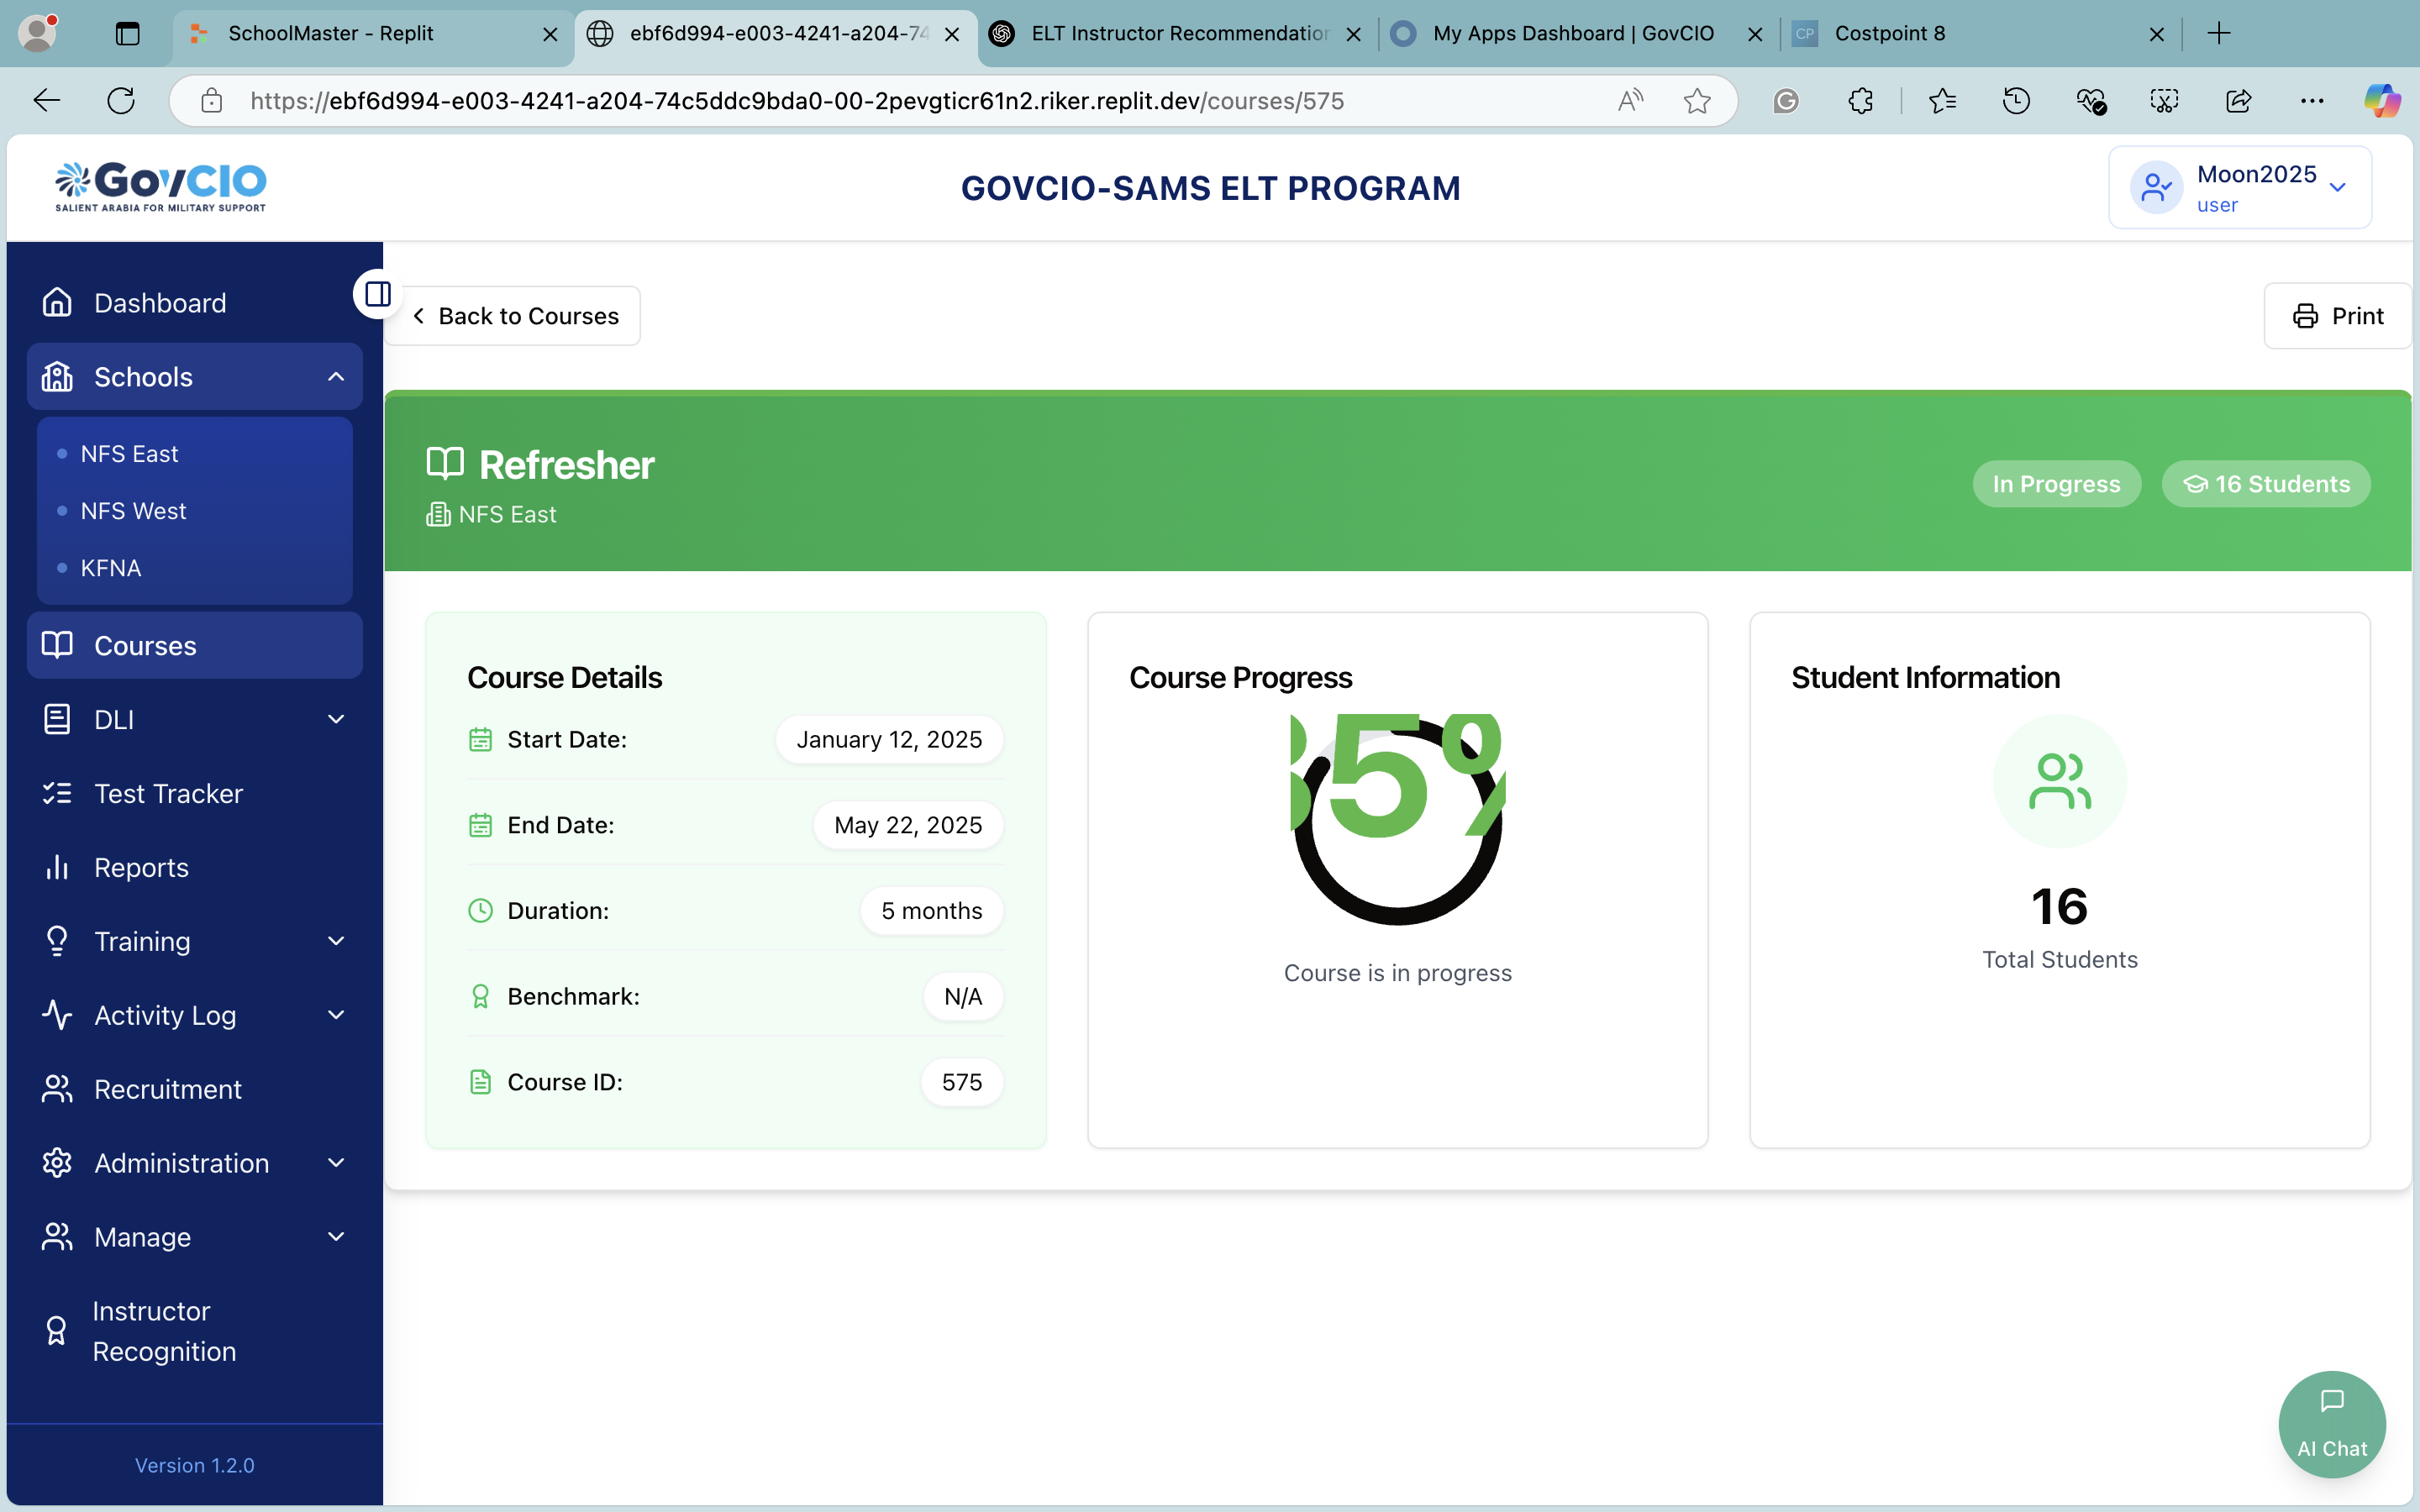 SchoolMaster - Replit
ebf6d994-e003-4241-a204-74
ELT Instructor Recommendation
My Apps Dashboard | GovCIO
CP
Costpoint 8
https://ebf6d994-e003-4241-a204-74c5ddc9bda0-00-2pevgticr61n2.riker.replit.dev/courses/575
GovCIO
SALIENT ARABIA FOR MILITARY SUPPORT
GOVCIO-SAMS ELT PROGRAM
Moon2025
user
Dashboard
Schools
NFS East
NFS West
KFNA
Courses
DLI
Test Tracker
Reports
Training
Activity Log
Recruitment
Administration
Manage
Instructor
Recognition
Version 1.2.0
Back to Courses
Print
Refresher
NFS East
In Progress
16 Students
Course Details
Start Date:
January 12, 2025
End Date:
May 22, 2025
Duration:
5 months
Benchmark:
N/A
Course ID:
575
Course Progress
85%
Course is in progress
Student Information
16
Total Students
AI Chat